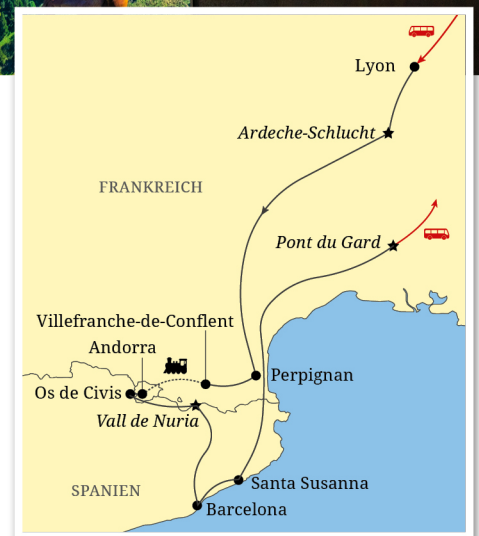 Lyon
Ardeche-Schlucht
FRANKREICH
Pont du Gard
Villefranche-de-Conflent
Andorra
Perpignan
Os de Civis
Vall de Nuria
Santa Susanna
SPANIEN
Barcelona